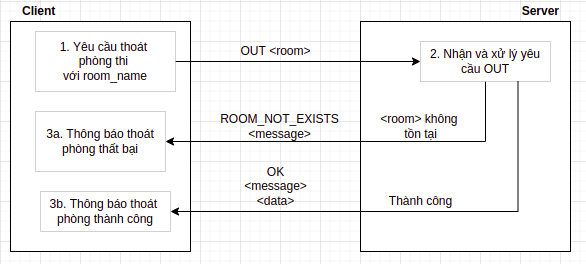 Client
Server
1. Yêu cầu thoát
phòng thi
với room_name
OUT <room>
2. Nhận và xử lý yêu
cầu OUT
3a. Thông báo thoát
phòng thất bại
ROOM_NOT_EXISTS
<message>
<room> không
tồn tại
3b. Thông báo thoát
phòng thành công
OK
<message>
<data>
Thành công